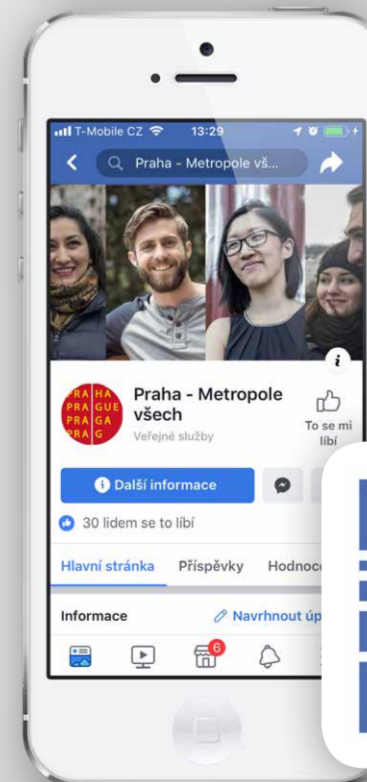 T-Mobile CZ 13:29
Praha - Metropole vš...
PRA HA
PRA GUE
PRA GA
PRA G
Praha - Metropole
všech
Veřejné služby
To se mi
líbí
Další informace
30 lidem se to líbí
Hlavní stránka Příspěvky Hodnoce
Informace Navrhnout úp
6